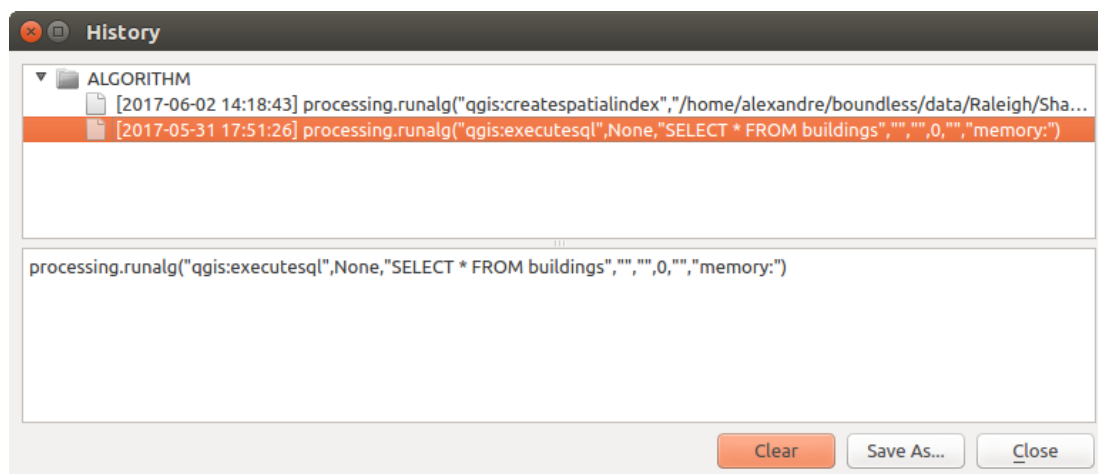 History
ALGORITHM
[2017-06-02 14:18:43] processing.runalg("qgis:createspatialindex","/home/alexandre/boundless/data/Raleigh/Sha...
[2017-05-31 17:51:26] processing.runalg("qgis:executesql",None,"SELECT * FROM buildings","","",0,"","memory:")
processing.runalg("qgis:executesql",None,"SELECT * FROM buildings","","",0,"","memory:")
Clear Save As... Close